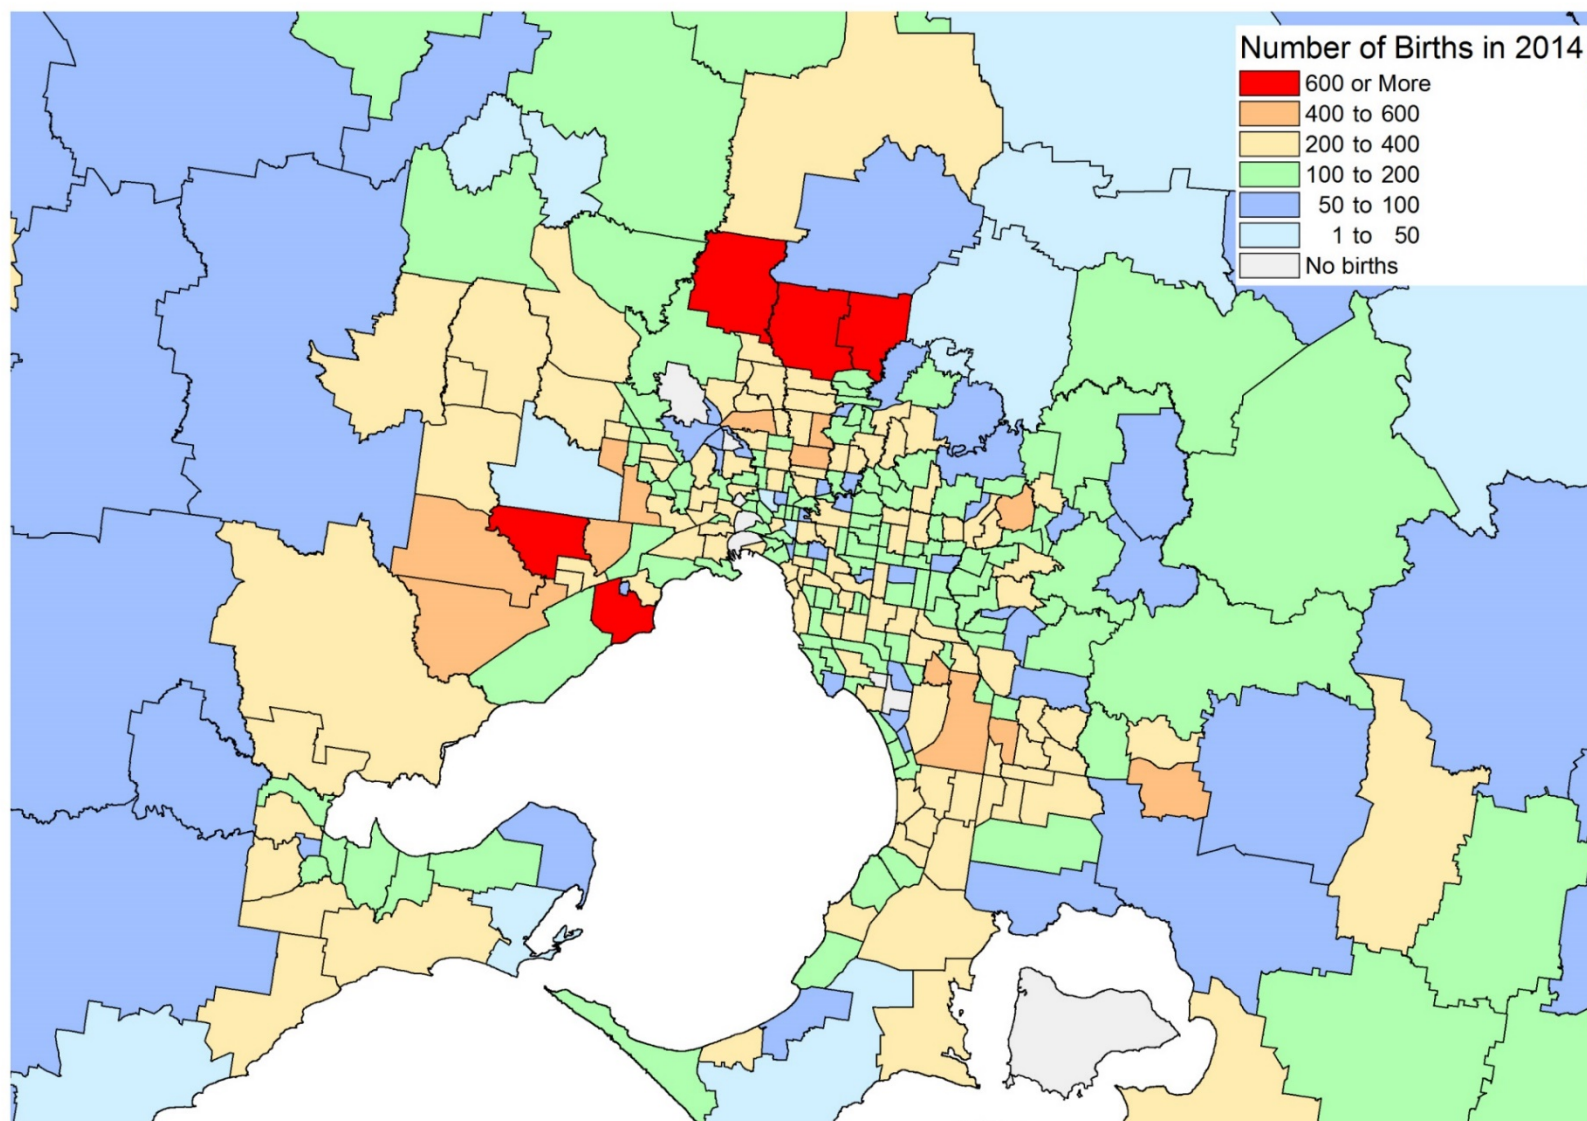 Number of Births in 2014
600 or More
400 to 600
200 to 400
100 to 200
50 to 100
1 to 50
No births